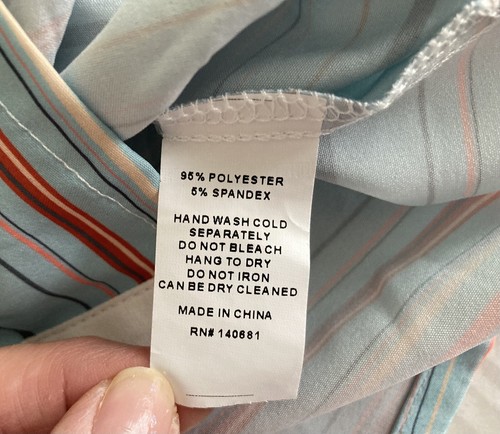 95% POLYESTER
5% SPANDEX
HAND WASH COLD
SEPARATELY
DO NOT BLEACH
HANG TO DRY
DO NOT IRON
CAN BE DRY CLEANED
MADE IN CHINA
RN# 140681